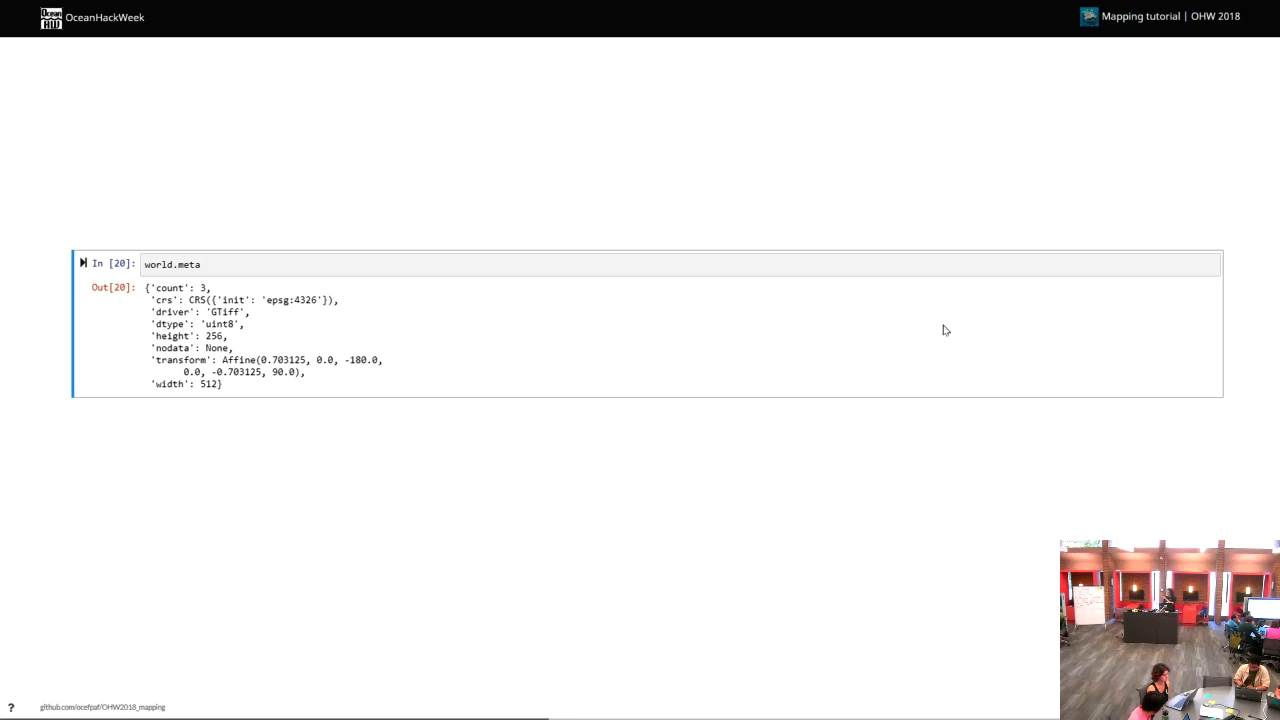 Ocean
HW
OceanHackWeek
Mapping tutorial | OHW 2018
In [20]:
world.meta
Out[20]:
{'count': 3,
'crs': CRS({'init': 'epsg:4326'}),
'driver': 'GTiff',
'dtype': 'uint8',
'height': 256,
'nodata': None,
'transform': Affine(0.703125, 0.0, -180.0,
0.0, -0.703125, 90.0),
'width': 512}
?
github.com/ocefpaf/OHW2018_mapping